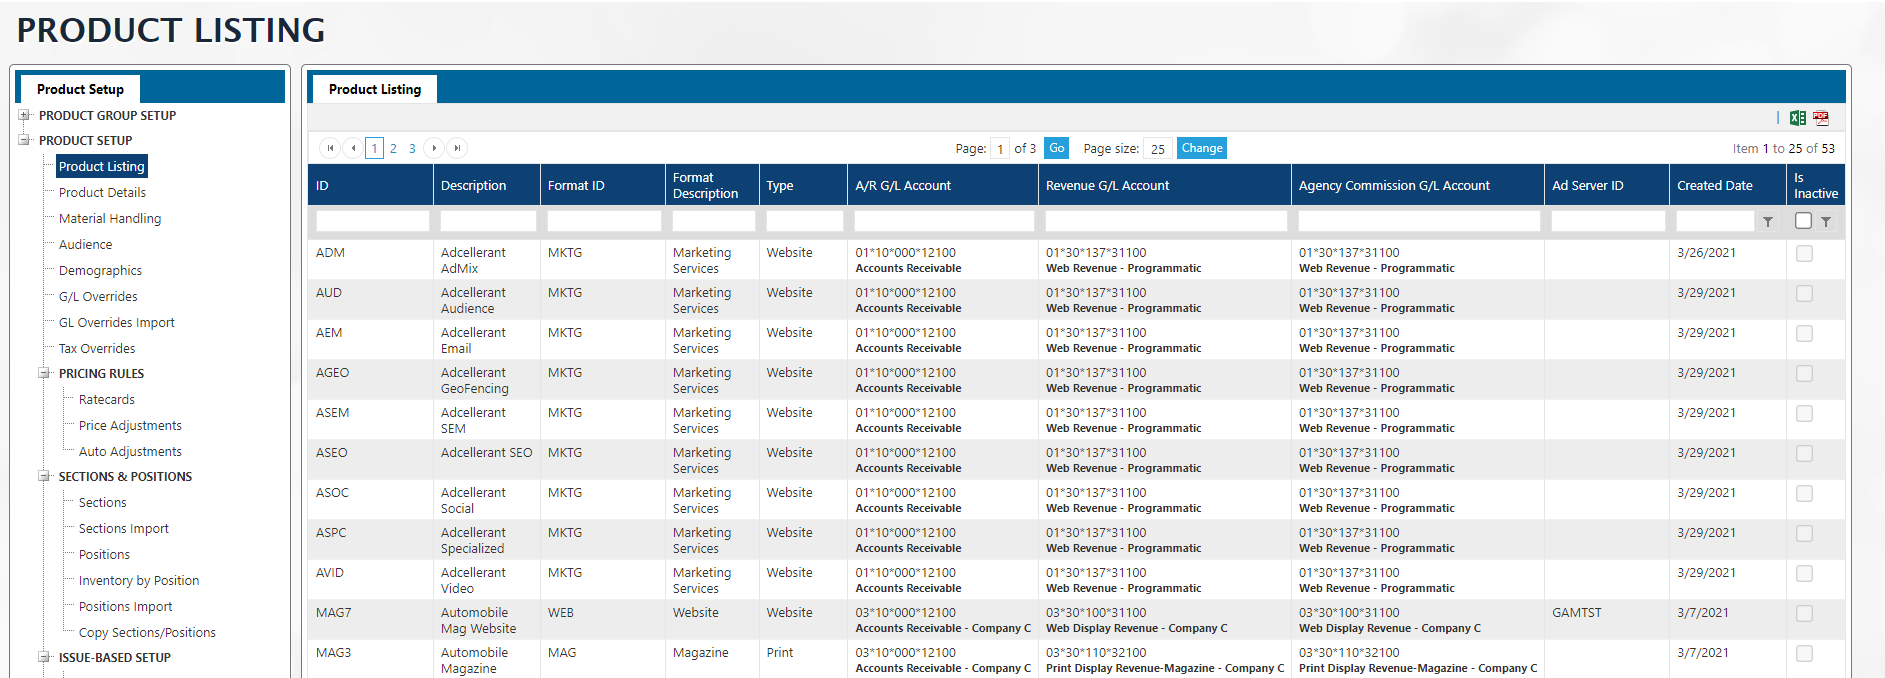 PRODUCT LISTING
Product Setup
PRODUCT GROUP SETUP
PRODUCT SETUP
Product Listing
Product Details
Material Handling
Audience
Demographics
G/L Overrides
GL Overrides Import
Tax Overrides
PRICING RULES
Ratecards
Price Adjustments
Auto Adjustments
SECTIONS & POSITIONS
Sections
Sections Import
Positions
Inventory by Position
Positions Import
Copy Sections/Positions
ISSUE-BASED SETUP
Product Listing
PDF
1 2 3 Page: 1 of 3 Go Page size: 25 Change Item 1 to 25 of 53
ID Description Format ID Format Description Type A/R G/L Account Revenue G/L Account Agency Commission G/L Account Ad Server ID Created Date Is Inactive
ADM Adcellerant MKTG Marketing Website 01*10*000*12100 01*30*137*31100 01*30*137*31100 3/26/2021
AdMix Services Accounts Receivable Web Revenue - Programmatic Web Revenue - Programmatic
AUD Adcellerant MKTG Marketing Website 01*10*000*12100 01*30*137*31100 01*30*137*31100 3/29/2021
Audience Services Accounts Receivable Web Revenue - Programmatic Web Revenue - Programmatic
AEM Adcellerant MKTG Marketing Website 01*10*000*12100 01*30*137*31100 01*30*137*31100 3/29/2021
Email Services Accounts Receivable Web Revenue - Programmatic Web Revenue - Programmatic
AGEO Adcellerant MKTG Marketing Website 01*10*000*12100 01*30*137*31100 01*30*137*31100 3/29/2021
GeoFencing Services Accounts Receivable Web Revenue - Programmatic Web Revenue - Programmatic
ASEM Adcellerant MKTG Marketing Website 01*10*000*12100 01*30*137*31100 01*30*137*31100 3/29/2021
SEM Services Accounts Receivable Web Revenue - Programmatic Web Revenue - Programmatic
ASEO Adcellerant SEO MKTG Marketing Website 01*10*000*12100 01*30*137*31100 01*30*137*31100 3/29/2021
Services Accounts Receivable Web Revenue - Programmatic Web Revenue - Programmatic
ASOC Adcellerant MKTG Marketing Website 01*10*000*12100 01*30*137*31100 01*30*137*31100 3/29/2021
Social Services Accounts Receivable Web Revenue - Programmatic Web Revenue - Programmatic
ASPC Adcellerant MKTG Marketing Website 01*10*000*12100 01*30*137*31100 01*30*137*31100 3/29/2021
Specialized Services Accounts Receivable Web Revenue - Programmatic Web Revenue - Programmatic
AVID Adcellerant MKTG Marketing Website 01*10*000*12100 01*30*137*31100 01*30*137*31100 3/29/2021
Video Services Accounts Receivable Web Revenue - Programmatic Web Revenue - Programmatic
MAG7 Automobile WEB Website Website 03*10*000*12100 03*30*100*31100 03*30*100*31100 GAMTST 3/7/2021
Mag Website Accounts Receivable - Company C Web Display Revenue - Company C Web Display Revenue - Company C
MAG3 Automobile MAG Magazine Print 03*10*000*12100 03*30*110*32100 03*30*110*32100 3/7/2021
Magazine Accounts Receivable - Company C Print Display Revenue-Magazine - Company C Print Display Revenue-Magazine - Company C